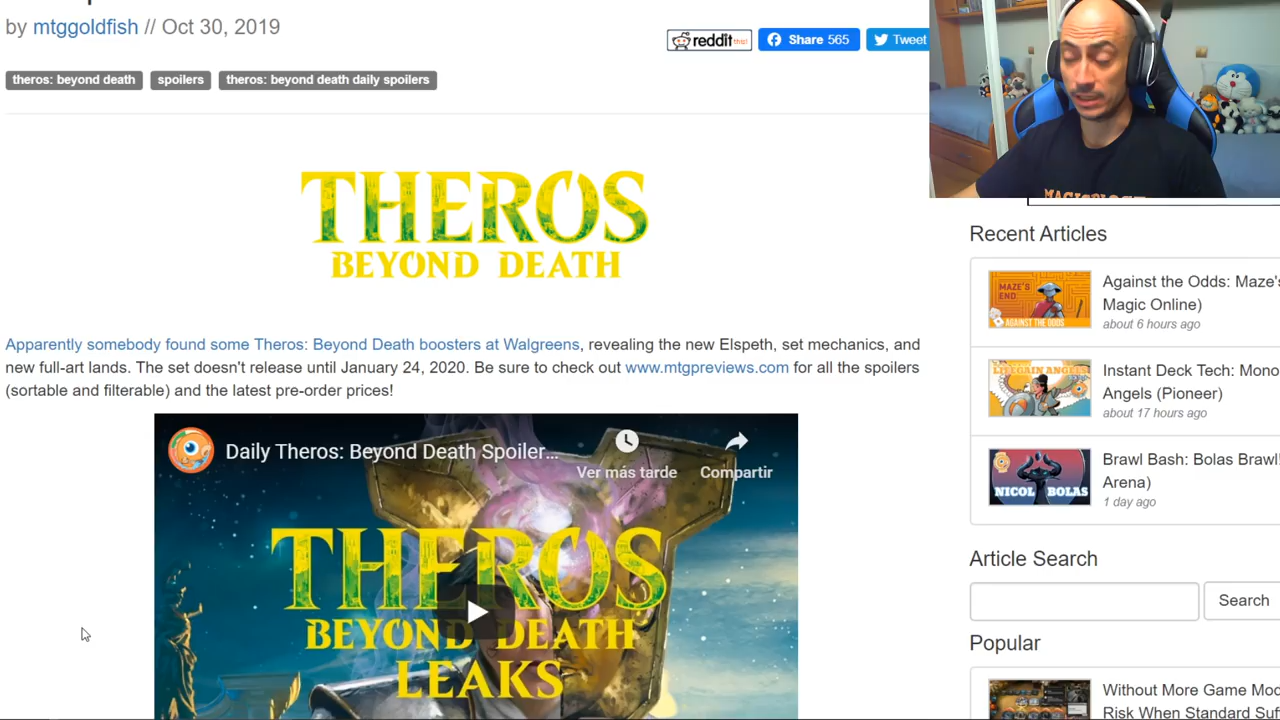 by mtggoldfish // Oct 30, 2019
reddit this!
Share 565
Tweet
theros: beyond death
spoilers
theros: beyond death daily spoilers
THEROS
BEYOND DEATH
Apparently somebody found some Theros: Beyond Death boosters at Walgreens, revealing the new Elspeth, set mechanics, and
new full-art lands. The set doesn't release until January 24, 2020. Be sure to check out www.mtgpreviews.com for all the spoilers
(sortable and filterable) and the latest pre-order prices!
Daily Theros: Beyond Death Spoiler...
Ver más tarde
Compartir
THEROS
BEYOND DEATH
LEAKS
Recent Articles
MAZE'S
END
AGAINST THE ODDS
Against the Odds: Maze's
Magic Online)
about 6 hours ago
LIFEGAIN ANGELS
Instant Deck Tech: Mono
Angels (Pioneer)
about 17 hours ago
NICOL BOLAS
Brawl Bash: Bolas Brawl!
Arena)
1 day ago
Article Search
Search
Popular
Without More Game Mod
Risk When Standard Suf